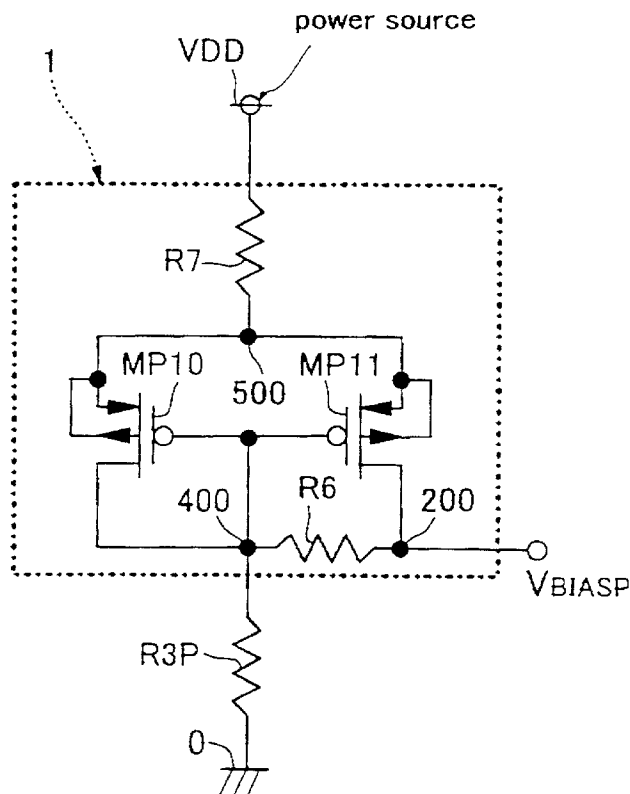 power source
VDD
1
R7
MP10
500
MP11
400
R6
200
VBIASP
R3P
0